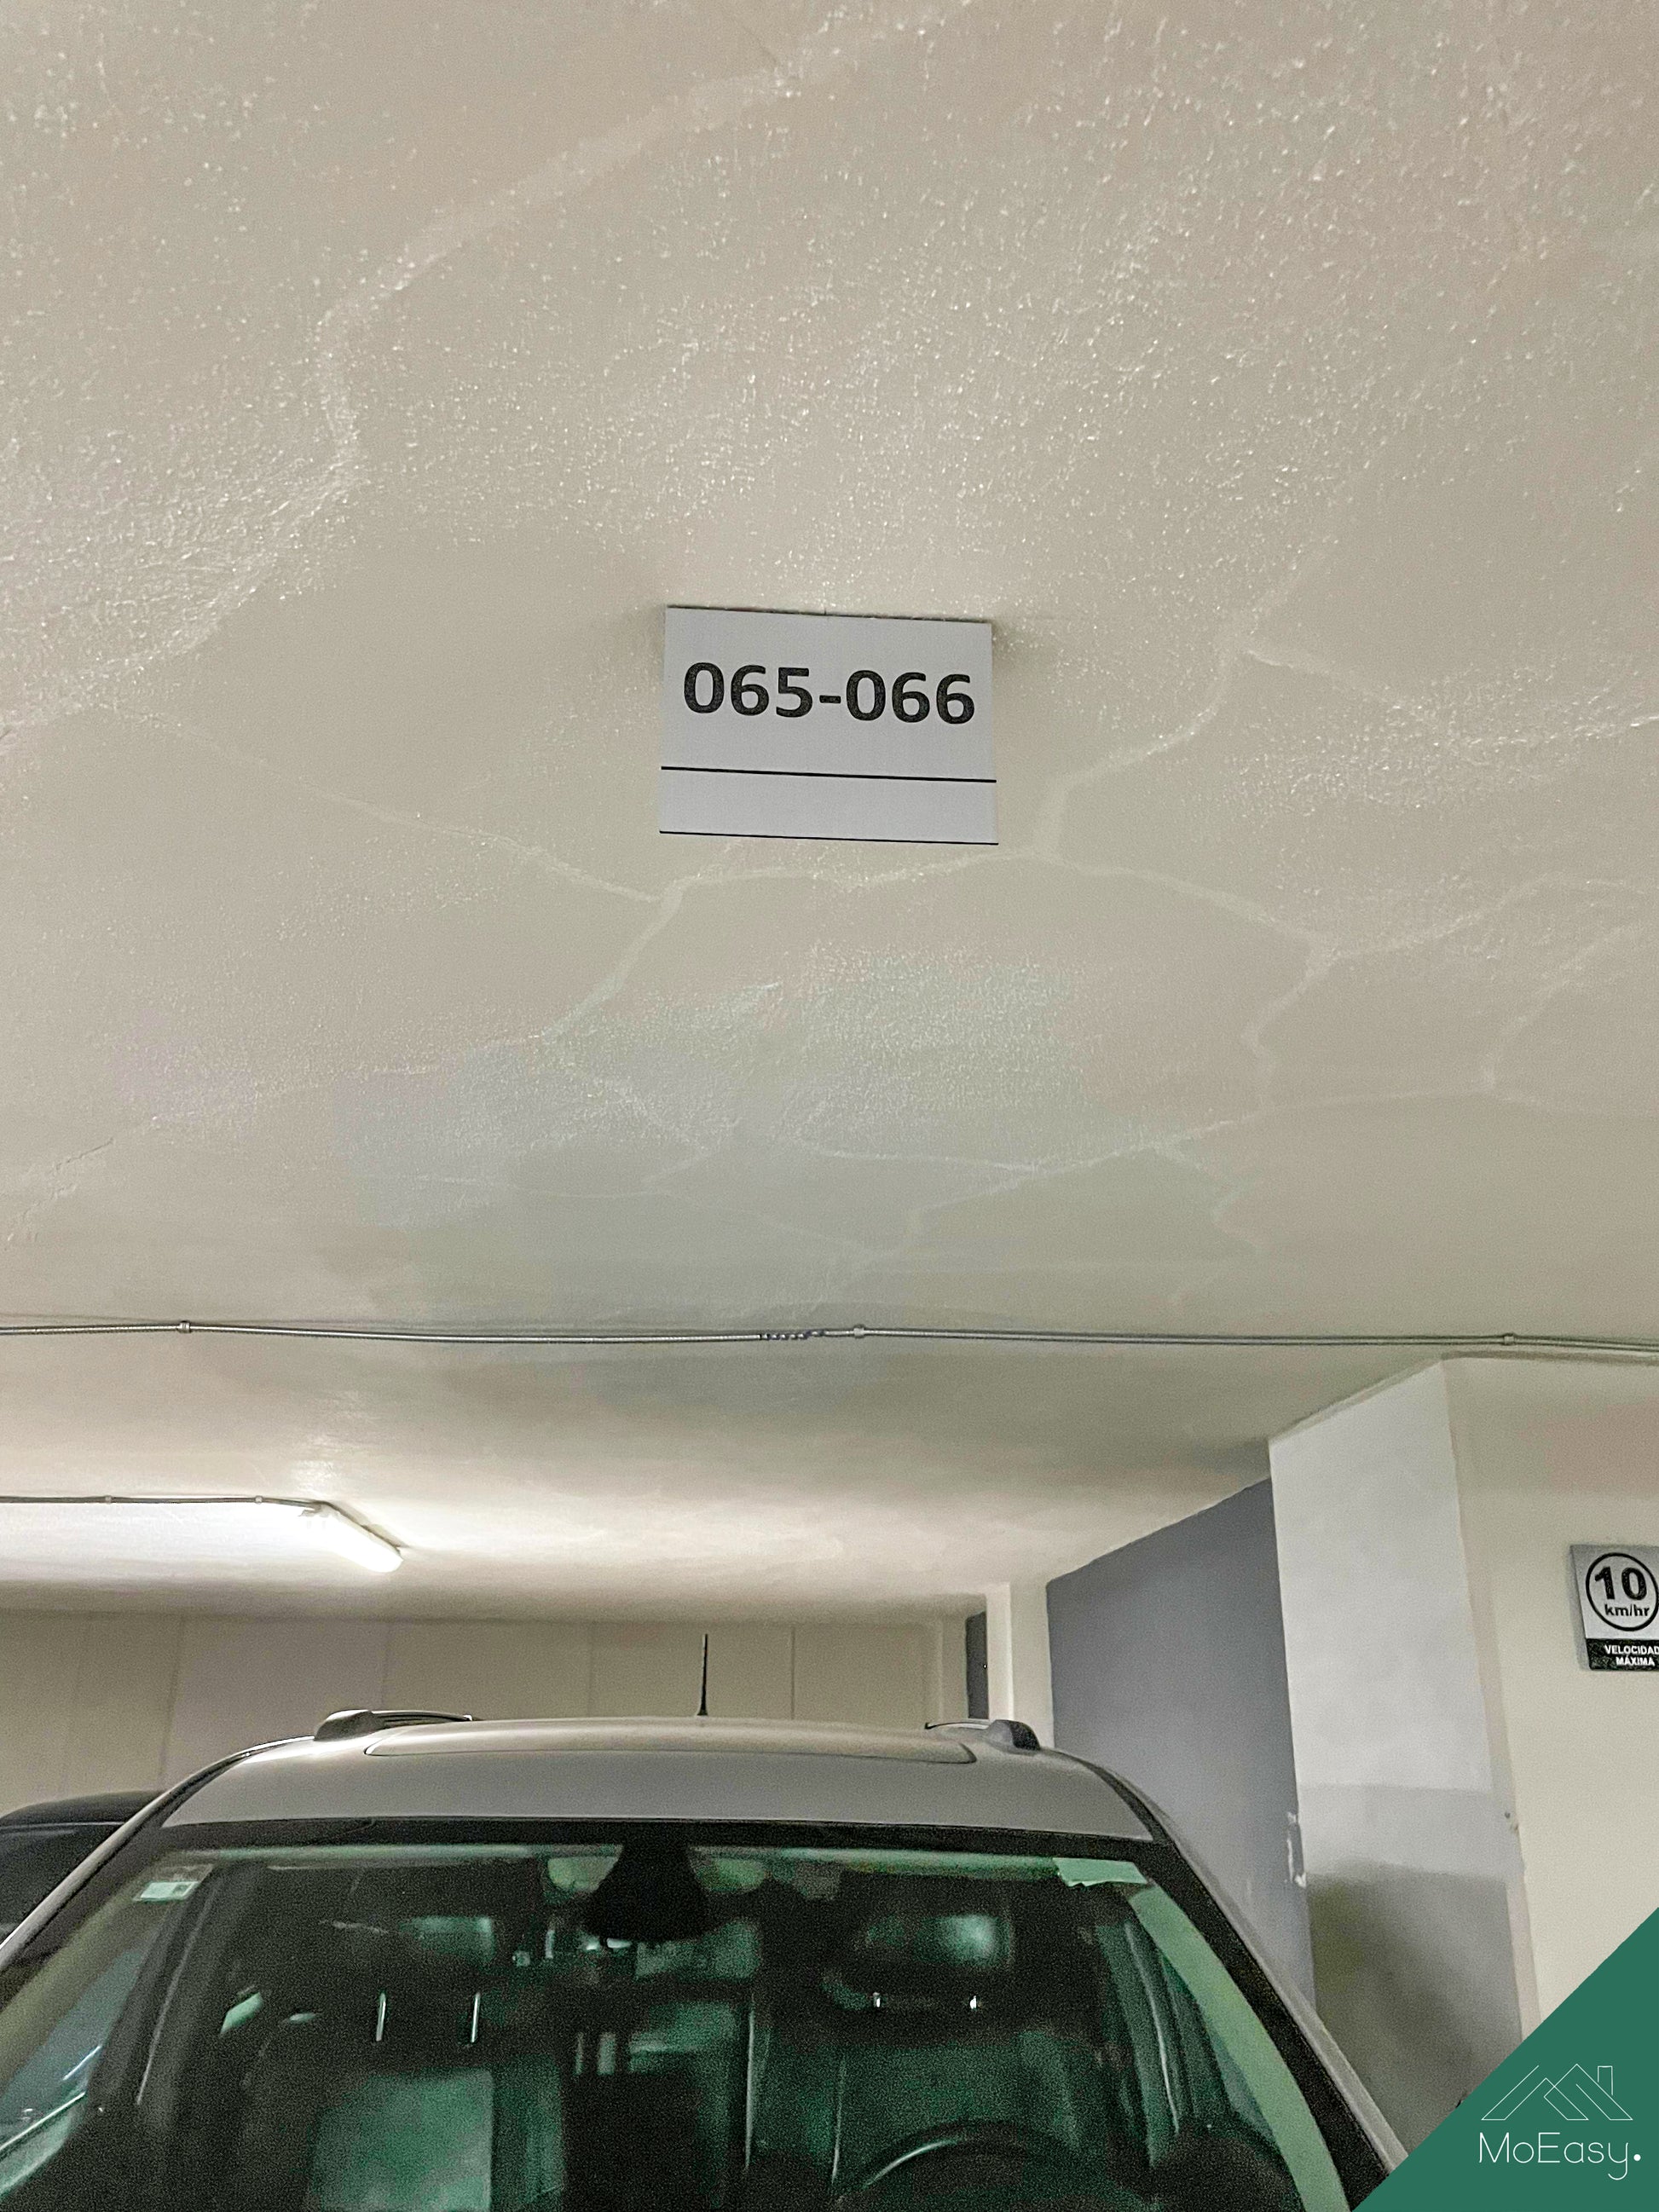 065-066
10
km/hr
VELOCIDAD
MÁXIMA
MoEasy.